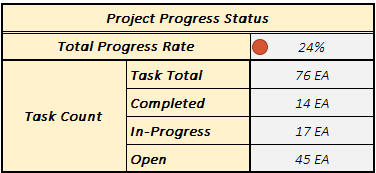 Project Progress Status
Total Progress Rate 24%
Task Count
Task Total 76 EA
Completed 14 EA
In-Progress 17 EA
Open 45 EA